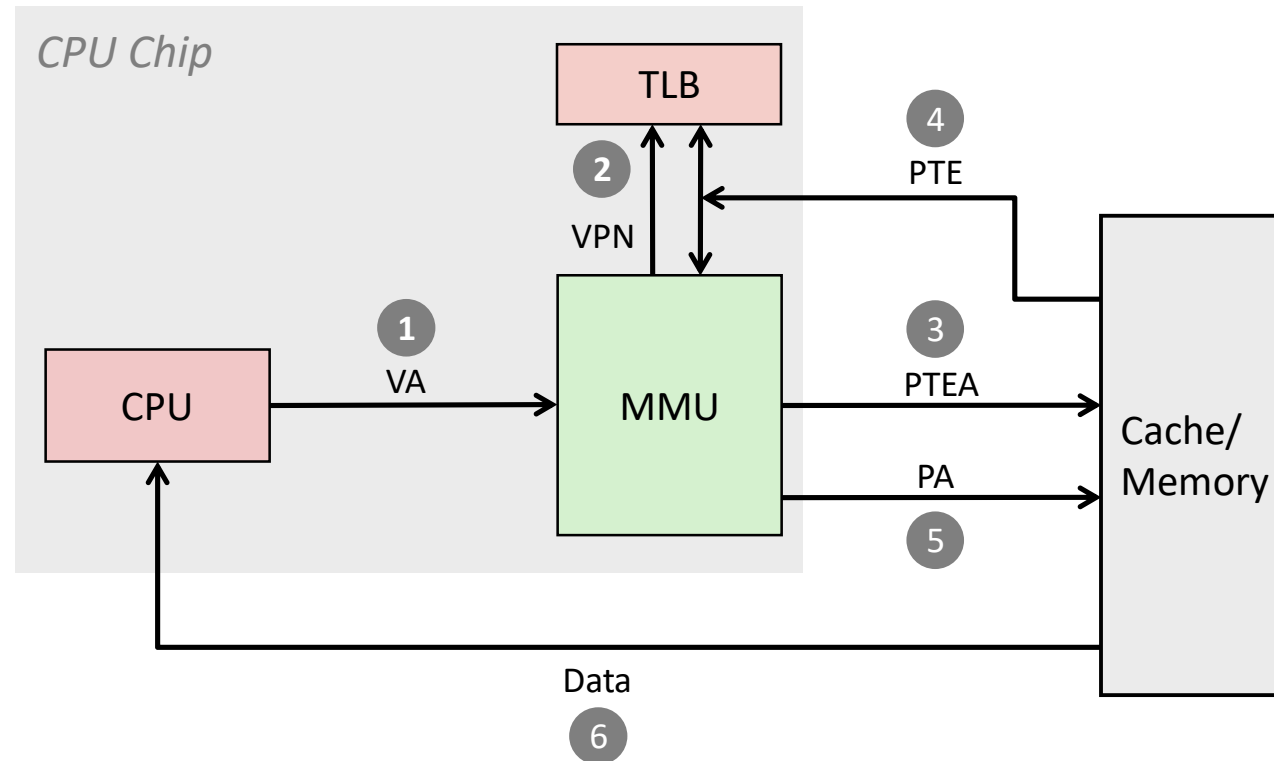 CPU Chip
TLB
4
PTE
2
VPN
1
VA
3
PTEA
CPU
MMU
Cache/
Memory
PA
5
Data
6